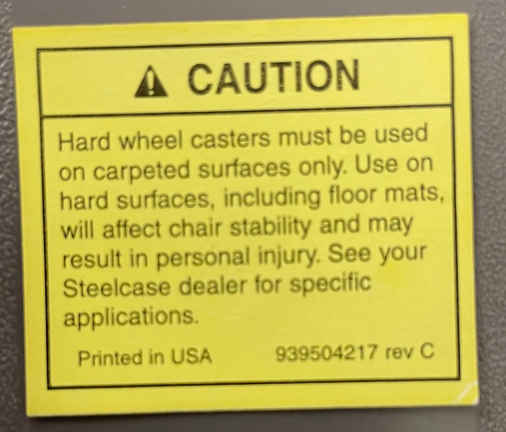 CAUTION
Hard wheel casters must be used
on carpeted surfaces only. Use on
hard surfaces, including floor mats,
will affect chair stability and may
result in personal injury. See your
Steelcase dealer for specific
applications.
Printed in USA 939504217 rev C